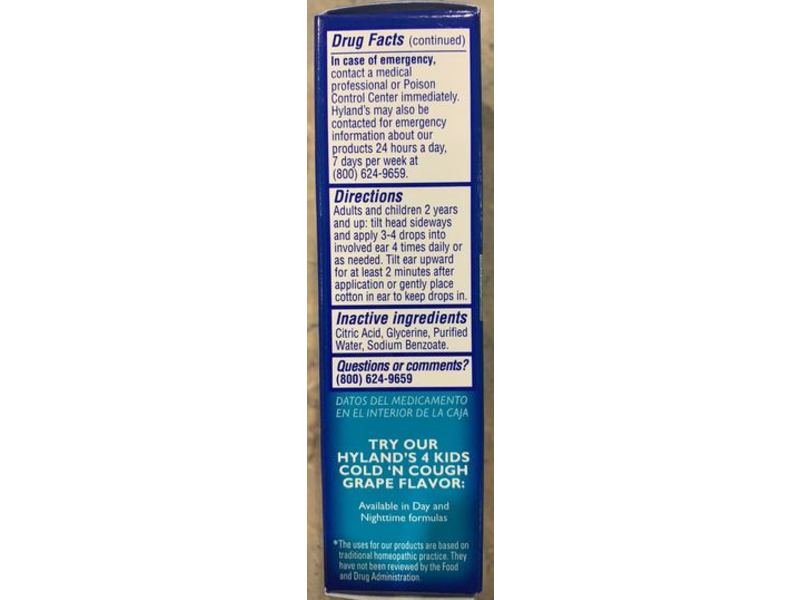 Drug Facts (continued)
In case of emergency,
contact a medical
professional or Poison
Control Center immediately.
Hyland's may also be
contacted for emergency
information about our
products 24 hours a day,
7 days per week at
(800) 624-9659.
Directions
Adults and children 2 years
and up: tilt head sideways
and apply 3-4 drops into
involved ear 4 times daily or
as needed. Tilt ear upward
for at least 2 minutes after
application or gently place
cotton in ear to keep drops in.
Inactive ingredients
Citric Acid, Glycerine, Purified
Water, Sodium Benzoate.
Questions or comments?
(800) 624-9659
DATOS DEL MEDICAMENTO
EN EL INTERIOR DE LA CAJA
TRY OUR
HYLAND'S 4 KIDS
COLD 'N COUGH
GRAPE FLAVOR:
Available in Day and
Nighttime formulas
*The uses for our products are based on
traditional homeopathic practice. They
have not been reviewed by the Food
and Drug Administration.